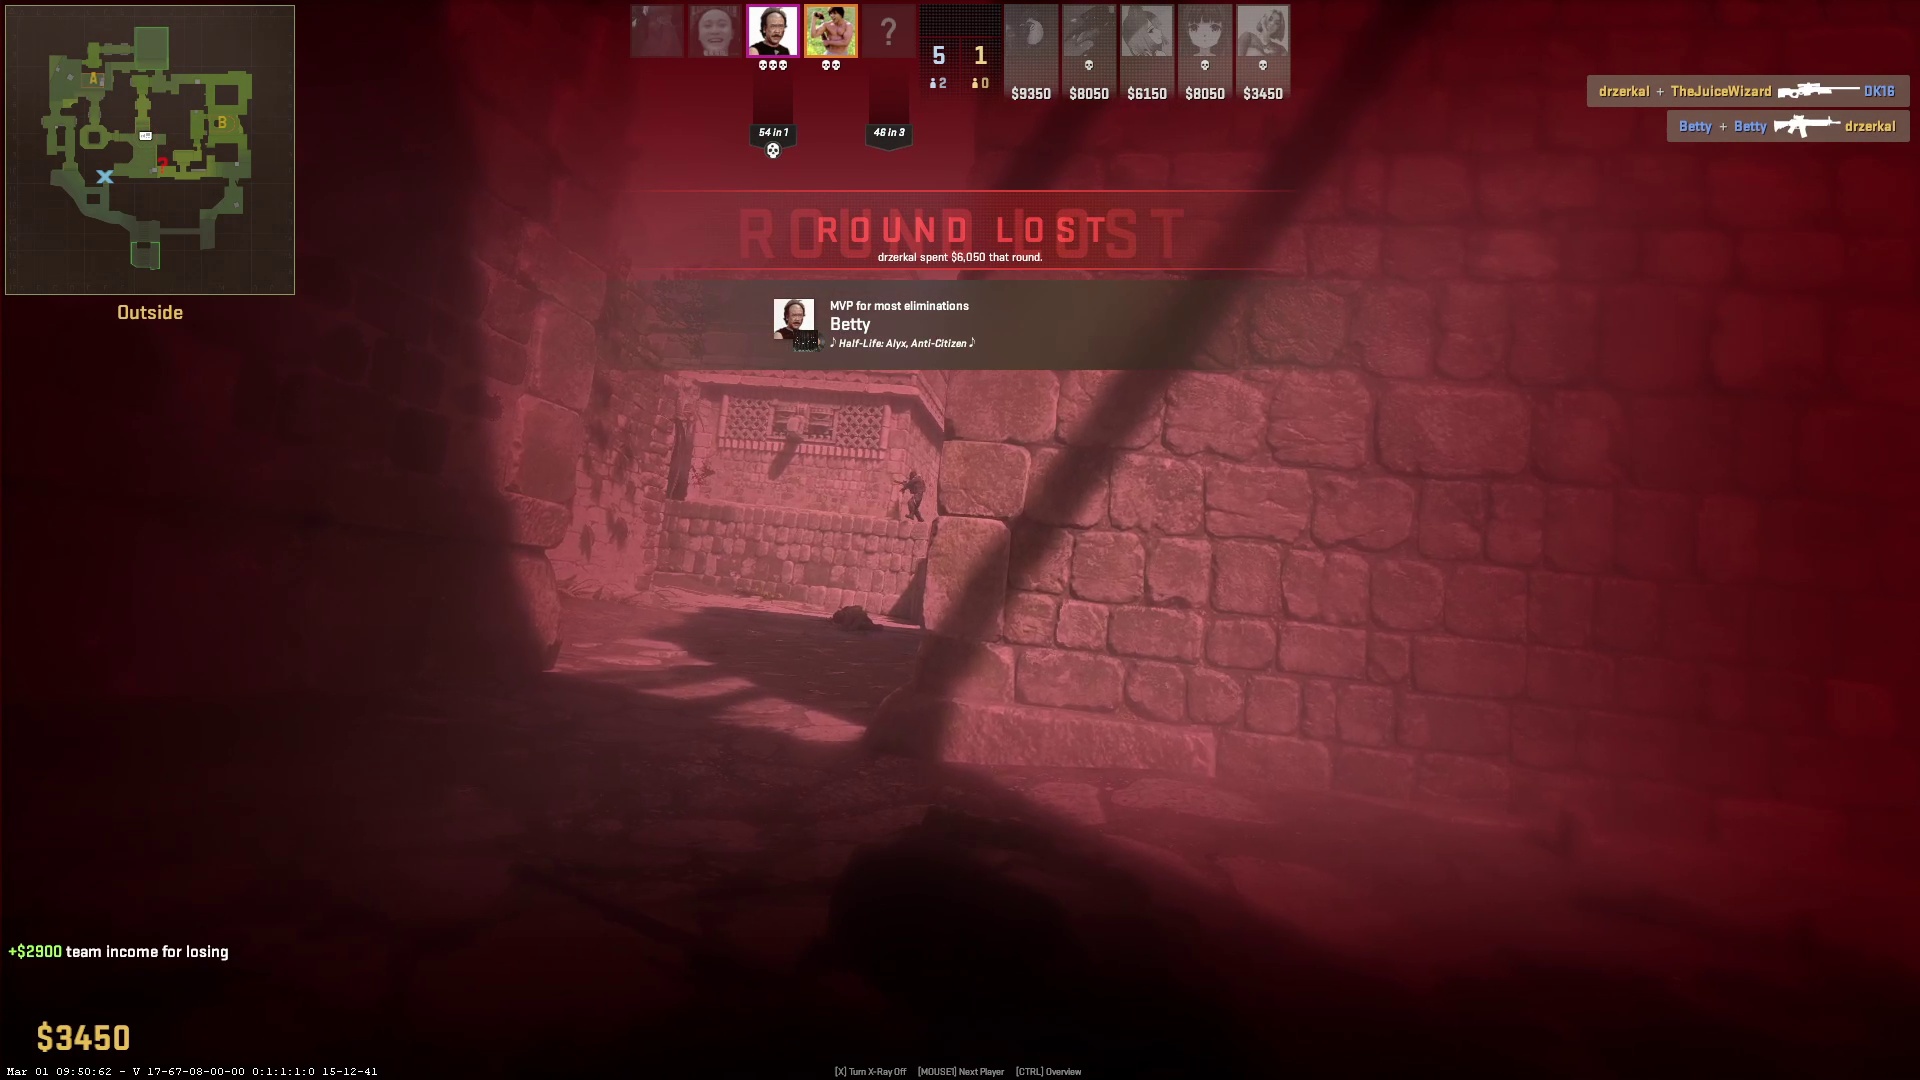 A
B
Outside
?
5 1
2 0
$9350 $8050 $6150 $8050 $3450
54 in 1
46 in 3
drzerkal + TheJuiceWizard DK16
Betty + Betty drzerkal
ROUND LOST
drzerkal spent $6,050 that round.
MVP for most eliminations
Betty
♪ Half-Life: Alyx, Anti-Citizen ♪
+$2900 team income for losing
$3450
Mar 01 09:50:62 - V 17-67-08-00-00 0:1:1:1:0 15-12-41
[X] Turn X-Ray Off [MOUSE1] Next Player [CTRL] Overview